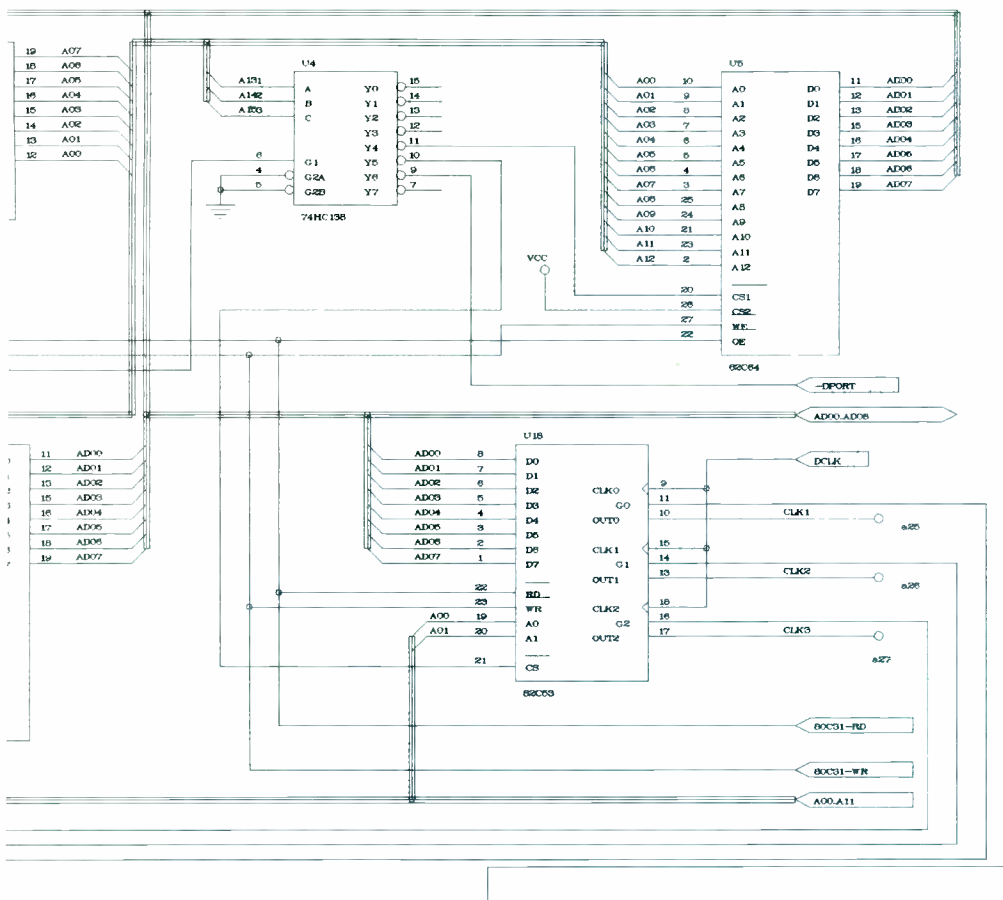 19 A07
18 A06
17 A05
16 A04
15 A03
14 A02
13 A01
12 A00
U4
A131 A Y0 15
A142 B Y1 14
A153 C Y2 13
Y3 12
Y4 11
6 G1 Y5 10
4 G2A Y6 9
5 G2B Y7 7
74HC138
U5
A00 10 A0 D0 11 AD00
A01 9 A1 D1 12 AD01
A02 8 A2 D2 13 AD02
A03 7 A3 D3 15 AD03
A04 6 A4 D4 16 AD04
A05 5 A5 D5 17 AD05
A06 4 A6 D6 18 AD06
A07 3 A7 D7 19 AD07
A08 25 A8
A09 24 A9
A10 21 A10
A11 23 A11
A12 2 A12
VCC
20 CS1
26 CS2
27 WE
22 OE
62C64
-DPORT
AD00..AD08
11 AD00
12 AD01
13 AD02
15 AD03
16 AD04
17 AD05
18 AD06
19 AD07
U18
AD00 8 D0
AD01 7 D1
AD02 6 D2
AD03 5 D3
AD04 4 D4
AD05 3 D5
AD06 2 D6
AD07 1 D7
22 RD
23 WR
A00 19 A0
A01 20 A1
21 CS
CLK0 9
G0 11
OUT0 10 CLK1 a25
CLK1 15
G1 14
OUT1 13 CLK2 a26
CLK2 18
G2 16
OUT2 17 CLK3 a27
82C53
DCLK
80C31-RD
80C31-WR
A00..A11